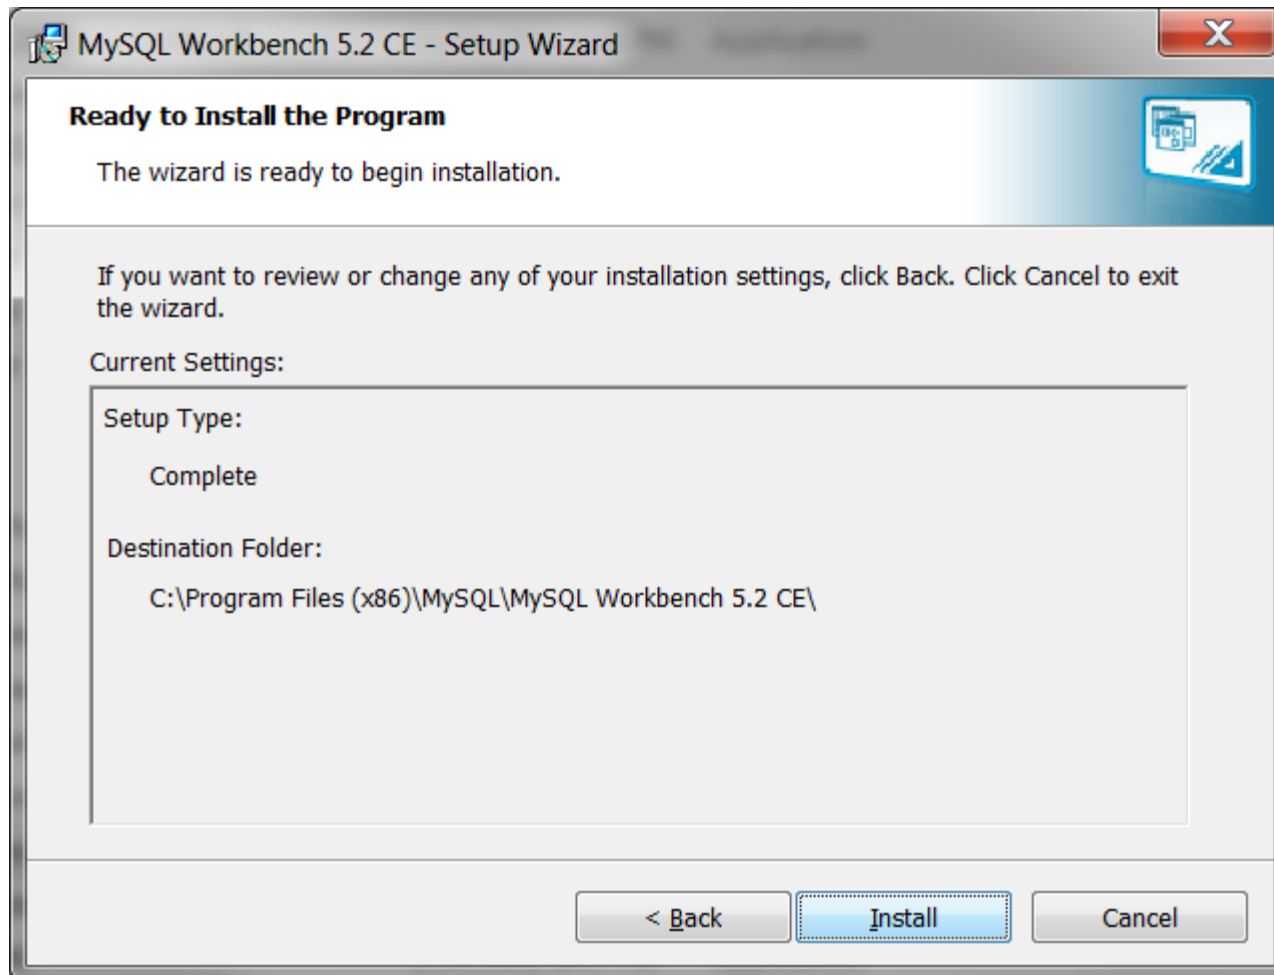 MySQL Workbench 5.2 CE - Setup Wizard
Ready to Install the Program
The wizard is ready to begin installation.
If you want to review or change any of your installation settings, click Back. Click Cancel to exit
the wizard.
Current Settings:
Setup Type:
Complete
Destination Folder:
C:\Program Files (x86)\MySQL\MySQL Workbench 5.2 CE\
< Back
Install
Cancel